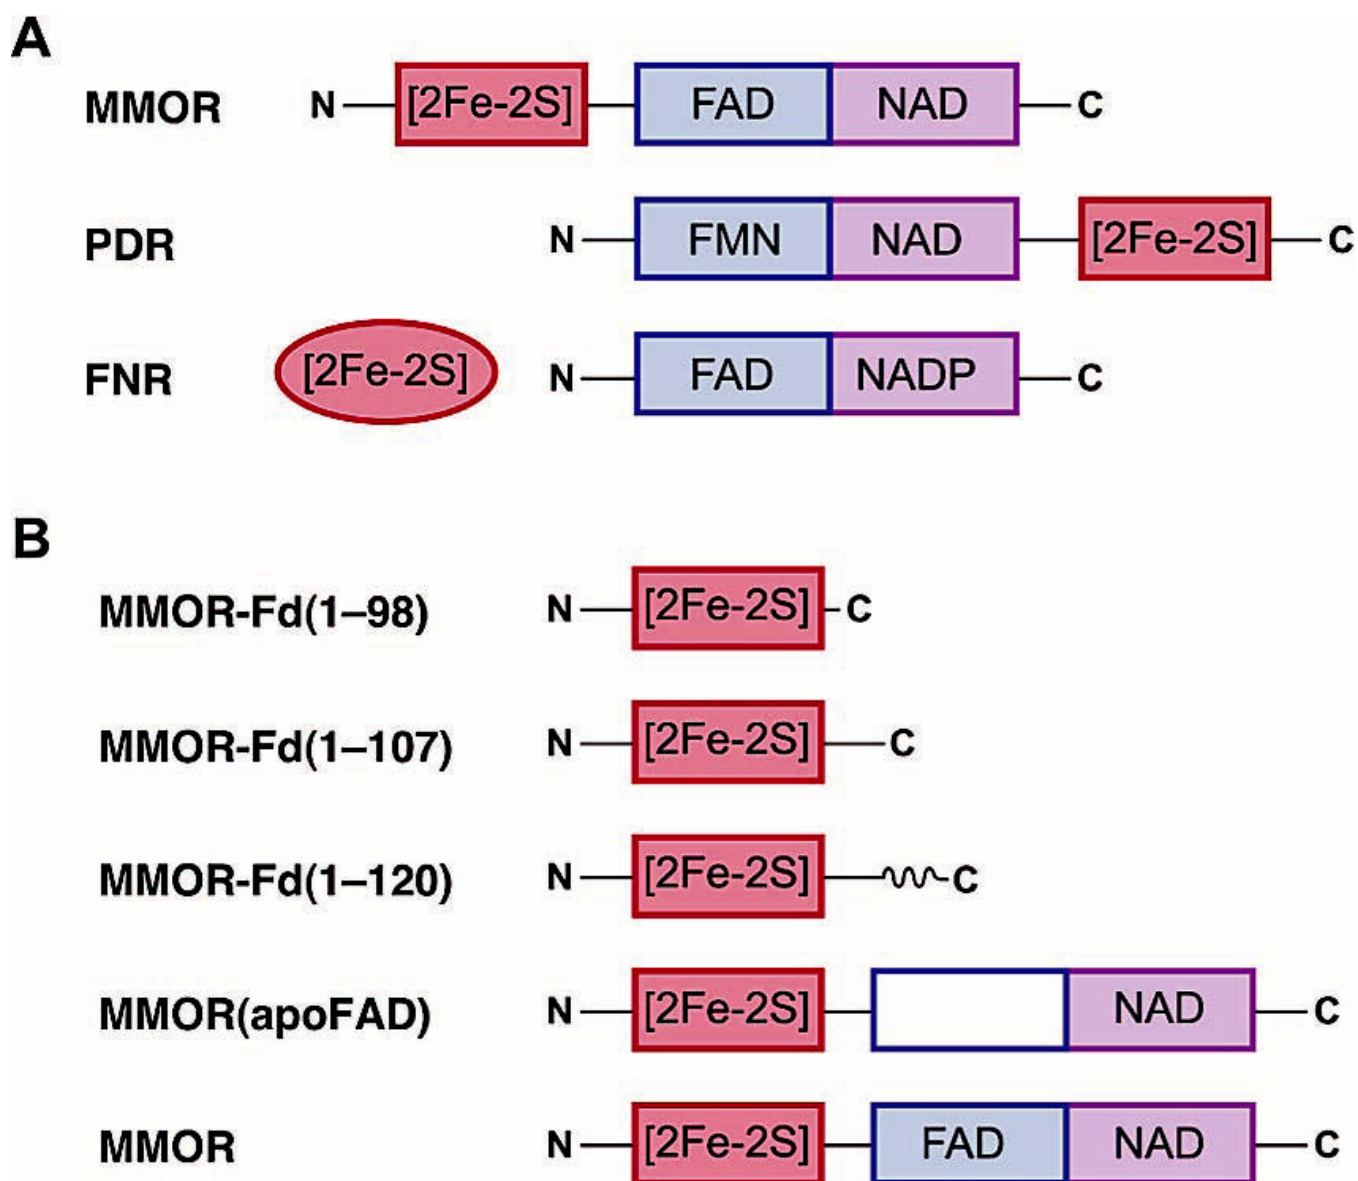 A
MMOR N [2Fe-2S] FAD NAD C
PDR N FMN NAD [2Fe-2S] C
FNR [2Fe-2S] N FAD NADP C
B
MMOR-Fd(1–98) N [2Fe-2S] C
MMOR-Fd(1–107) N [2Fe-2S] C
MMOR-Fd(1–120) N [2Fe-2S] C
MMOR(apoFAD) N [2Fe-2S] NAD C
MMOR N [2Fe-2S] FAD NAD C